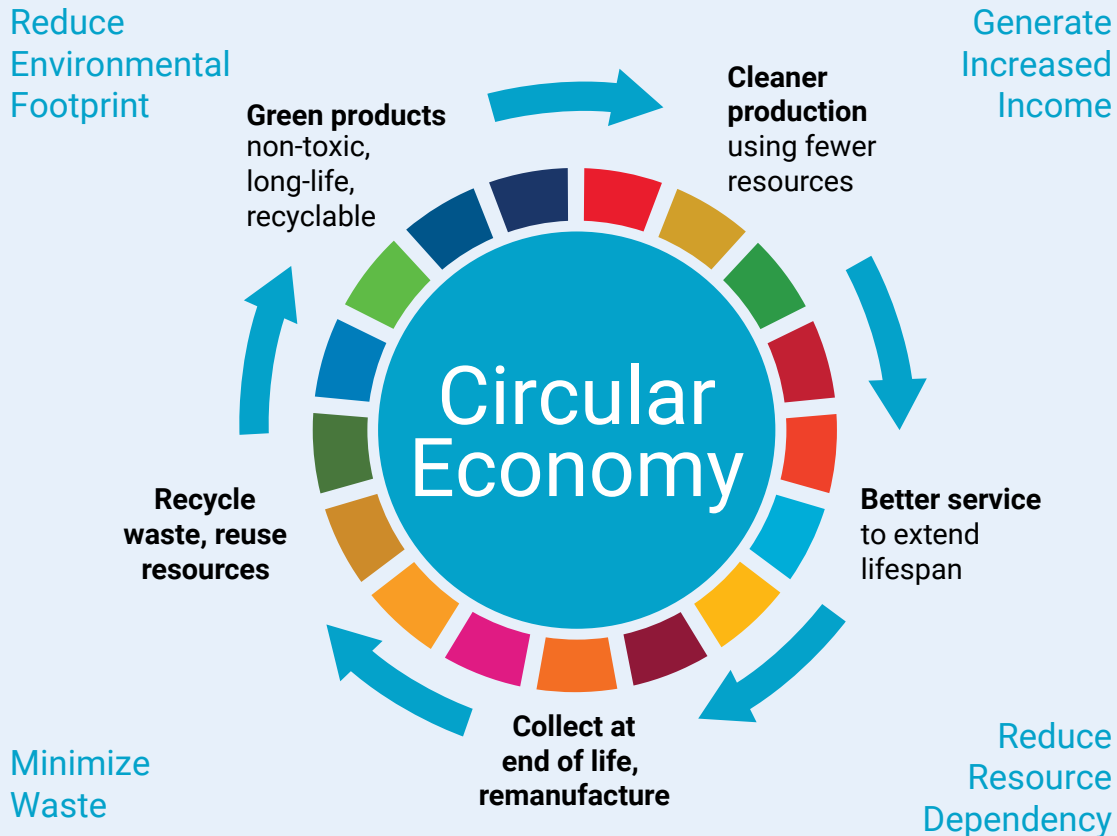 Reduce
Environmental
Footprint
Generate
Increased
Income
Green products
non-toxic,
long-life,
recyclable
Cleaner
production
using fewer
resources
Circular
Economy
Better service
to extend
lifespan
Recycle
waste, reuse
resources
Collect at
end of life,
remanufacture
Minimize
Waste
Reduce
Resource
Dependency